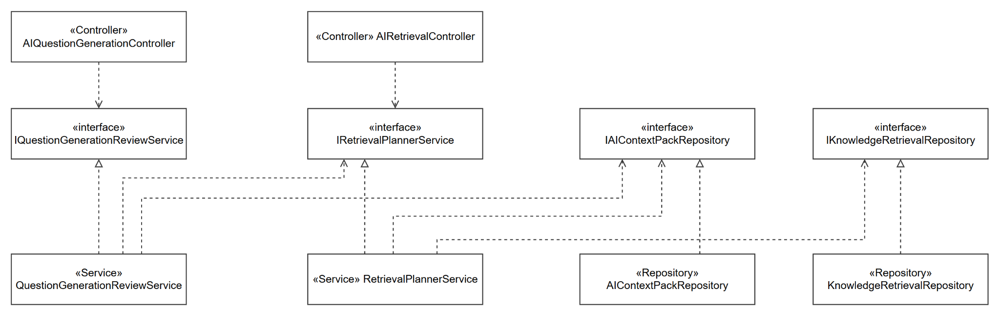 «Controller»
AIQuestionGenerationController
«Controller» AIRetrievalController
«interface»
IQuestionGenerationReviewService
«interface»
IRetrievalPlannerService
«interface»
IAIContextPackRepository
«interface»
IKnowledgeRetrievalRepository
«Service»
QuestionGenerationReviewService
«Service» RetrievalPlannerService
«Repository»
AIContextPackRepository
«Repository»
KnowledgeRetrievalRepository